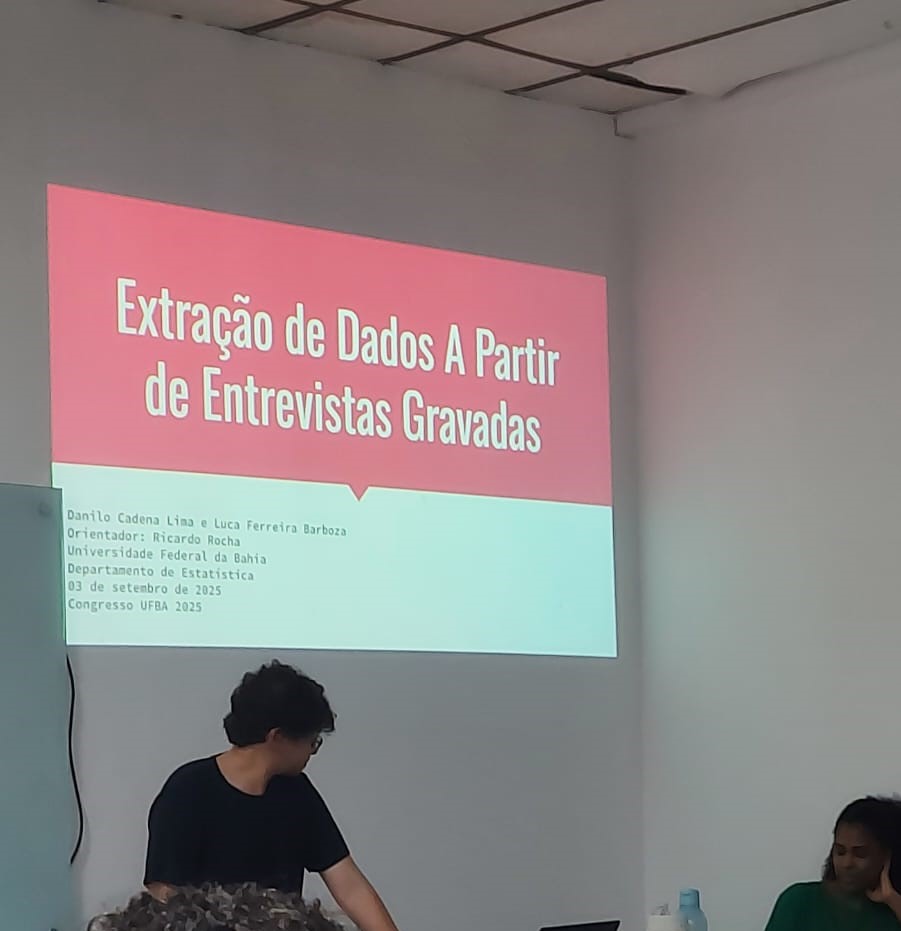 Extração de Dados A Partir
de Entrevistas Gravadas
Danilo Cadena Lima e Luca Ferreira Barboza
Orientador: Ricardo Rocha
Universidade Federal da Bahia
Departamento de Estatística
03 de setembro de 2025
Congresso UFBA 2025